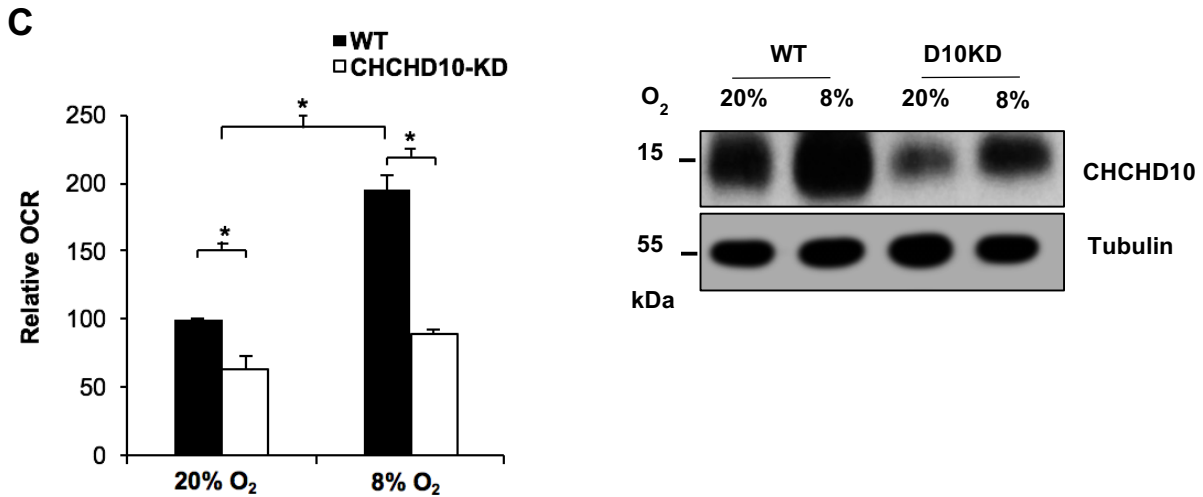 C
WT
CHCHD10-KD
Relative OCR
250
*
*
200
*
150
100
50
0
20% O₂
8% O₂
WT
D10KD
O₂
20%
8%
20%
8%
15
CHCHD10
55
Tubulin
kDa